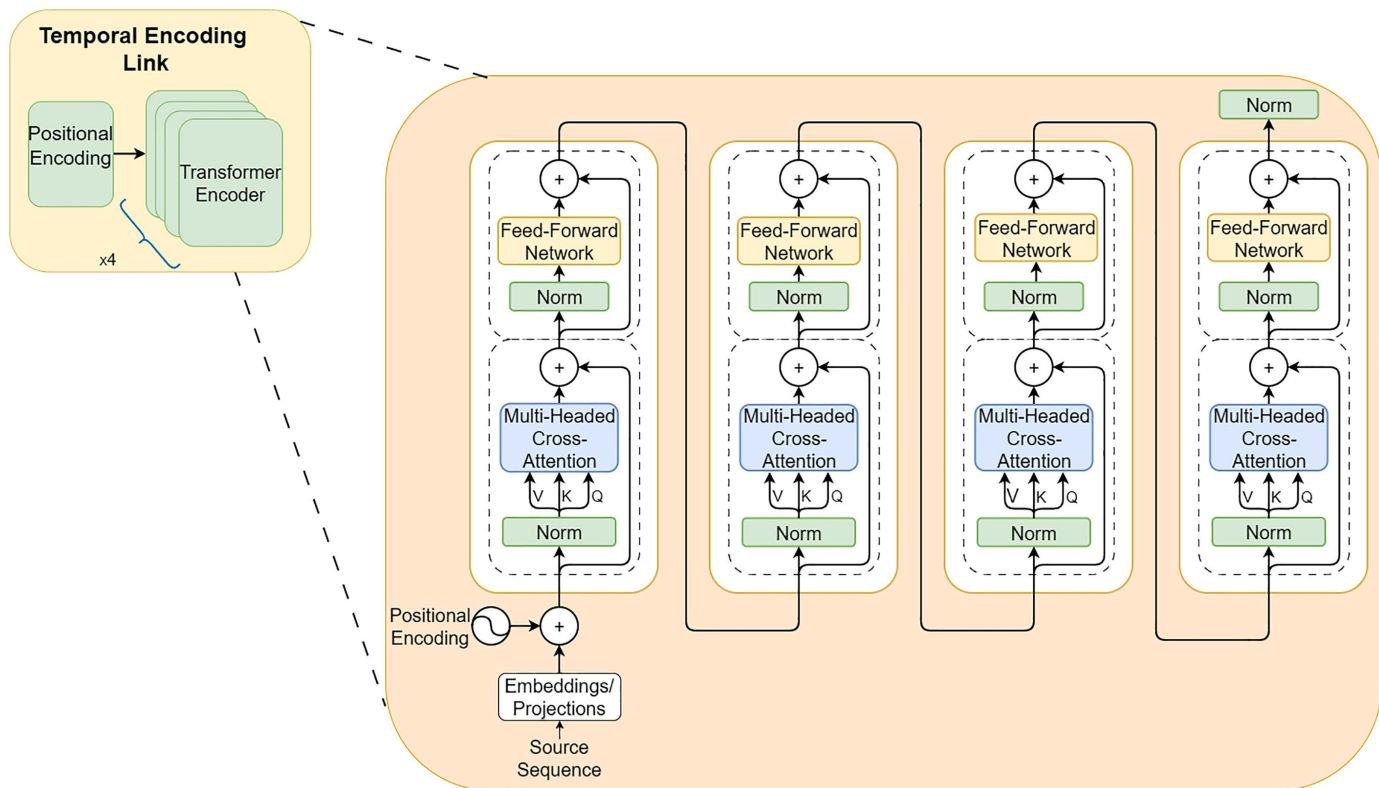 Temporal Encoding
Link
Positional
Encoding
Transformer
Encoder
x4
Norm
+
+
+
+
Feed-Forward
Network
Feed-Forward
Network
Feed-Forward
Network
Feed-Forward
Network
Norm
Norm
Norm
Norm
+
+
+
+
Multi-Headed
Cross-
Attention
Multi-Headed
Cross-
Attention
Multi-Headed
Cross-
Attention
Multi-Headed
Cross-
Attention
V K Q
V K Q
V K Q
V K Q
Norm
Norm
Norm
Norm
Positional
Encoding
+
Embeddings/
Projections
Source
Sequence